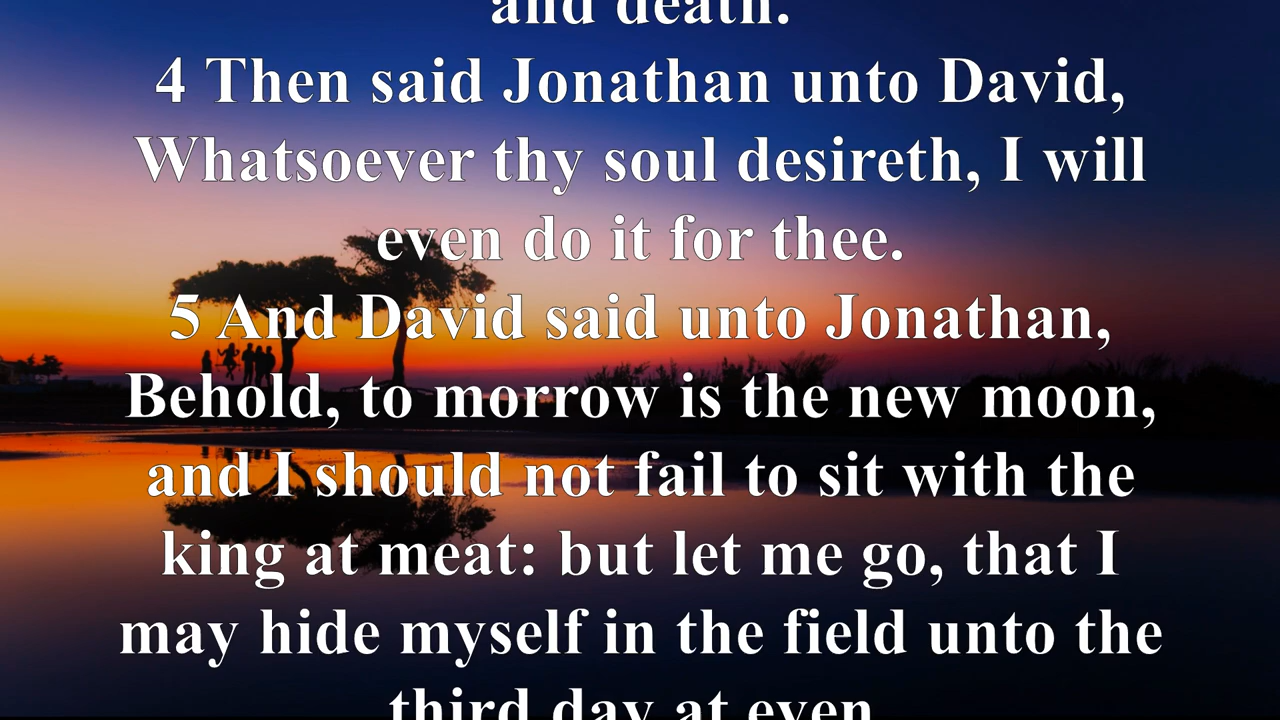 and death.
4 Then said Jonathan unto David,
Whatsoever thy soul desireth, I will
even do it for thee.
5 And David said unto Jonathan,
Behold, to morrow is the new moon,
and I should not fail to sit with the
king at meat: but let me go, that I
may hide myself in the field unto the
third day at even.